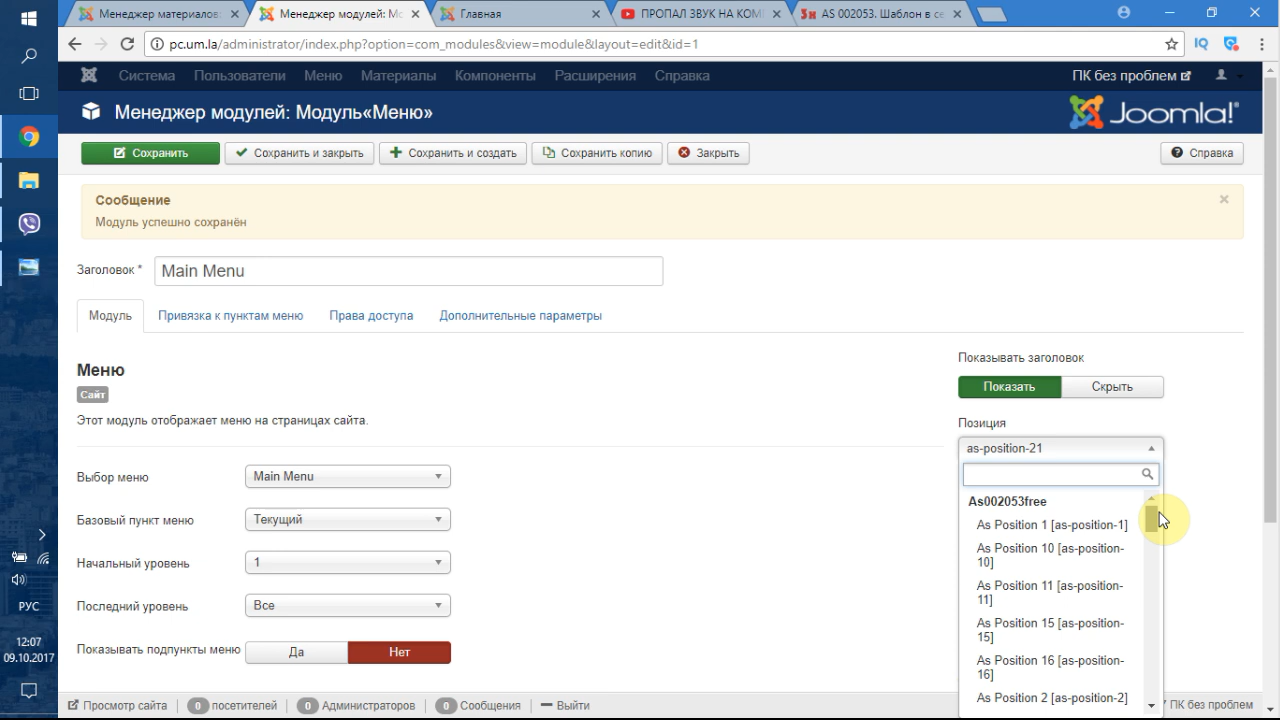 Менеджер материалов
Менеджер модулей: Мо
Главная
ПРОПАЛ ЗВУК НА КОМ
AS 002053. Шаблон в се
pc.um.la/administrator/index.php?option=com_modules&view=module&layout=edit&id=1
IQ
Система
Пользователи
Меню
Материалы
Компоненты
Расширения
Справка
ПК без проблем
Менеджер модулей: Модуль«Меню»
Joomla!®
Сохранить
Сохранить и закрыть
Сохранить и создать
Сохранить копию
Закрыть
Справка
Сообщение
Модуль успешно сохранён
Заголовок *
Main Menu
Модуль
Привязка к пунктам меню
Права доступа
Дополнительные параметры
Меню
Сайт
Этот модуль отображает меню на страницах сайта.
Выбор меню
Main Menu
Базовый пункт меню
Текущий
Начальный уровень
1
Последний уровень
Все
Показывать подпункты меню
Да
Нет
Показывать заголовок
Показать
Скрыть
Позиция
as-position-21
As002053free
As Position 1 [as-position-1]
As Position 10 [as-position-
10]
As Position 11 [as-position-
11]
As Position 15 [as-position-
15]
As Position 16 [as-position-
16]
As Position 2 [as-position-2]
Просмотр сайта
0 посетителей
0 Администраторов
0 Сообщения
Выйти
7 ПК без проблем
РУС
12:07
09.10.2017